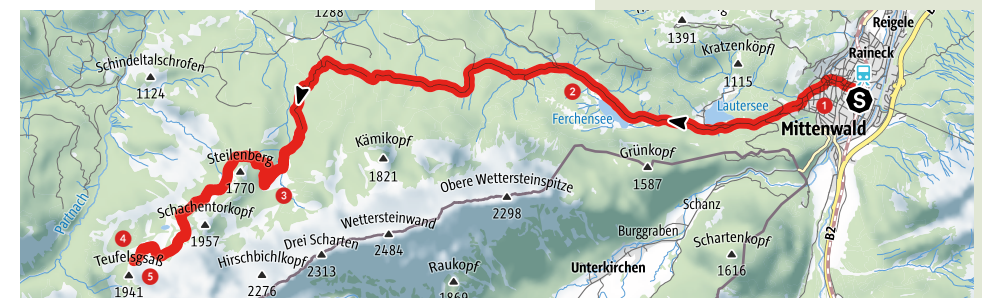 1288
1391
Reigele
Kratzenköpfl
Raineck
Schindeltalschrofen
1115
1124
2
1
S
Lautersee
Ferchensee
Mittenwald
Kämikopf
Grünkopf
Steilenberg
1821
1587
1770
Obere Wettersteinspitze
3
2298
Schanz
Partnach
Schachentorkopf
Wettersteinwand
Burggraben
1957
2484
Drei Scharten
Schartenkopf
B2
4
Teufelsgsaß
Hirschbichlkopf
2313
Raukopf
Unterkirchen
1616
5
1941
2276
1869